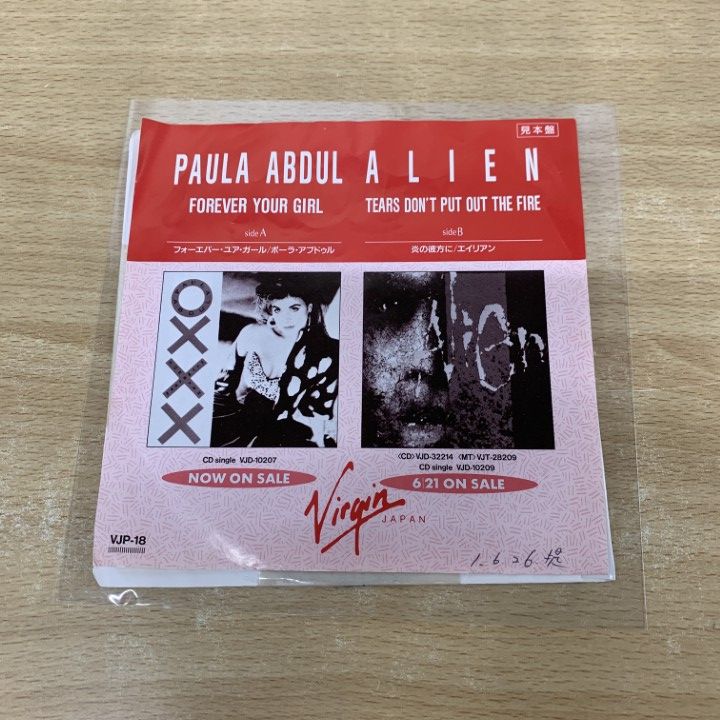 見本盤
PAULA ABDUL ALIEN
FOREVER YOUR GIRL
TEARS DON'T PUT OUT THE FIRE
side A
side B
フォーエバー・ユア・ガール/ポーラ・アブドゥル
炎の彼方に/エイリアン
OXXX
Alien
CD single VJD-10207
NOW ON SALE
〈CD〉VJD-32214 〈MT〉VJT-28209
CD single VJD-10209
6/21 ON SALE
Virgin
JAPAN
VJP-18
1. 6. 26.